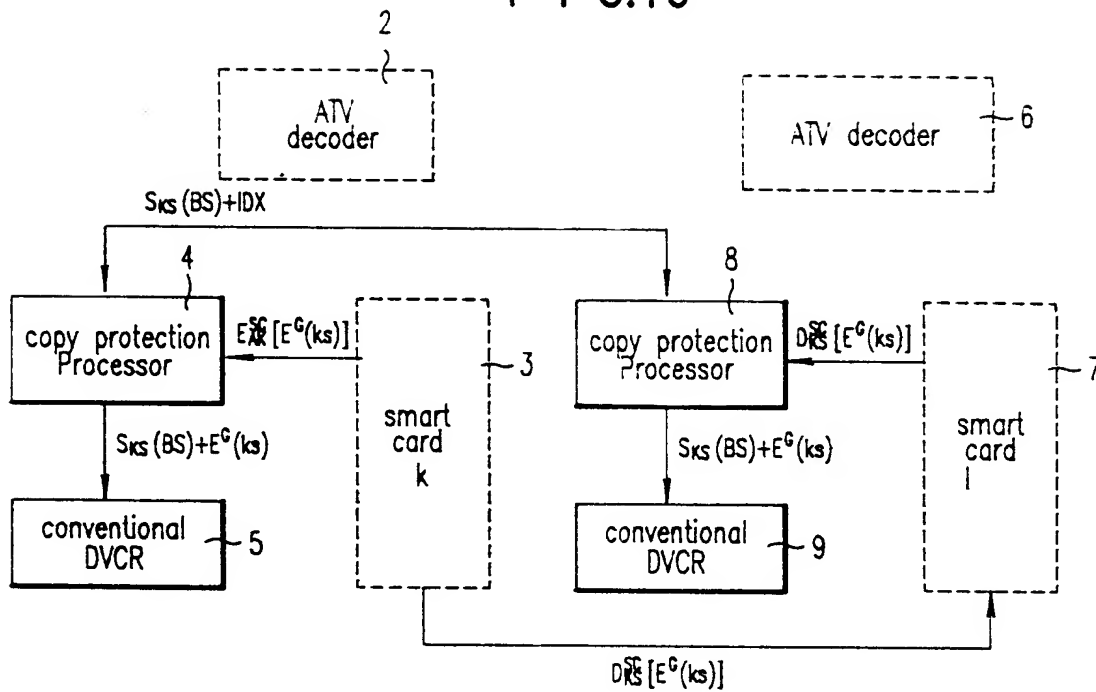 2
ATV
decoder
ATV decoder
6
SKS(BS)+IDX
4
copy protection
Processor
[E^G(ks)]
3
8
copy protection
Processor
[E^G(ks)]
7
smart
card
k
smart
card
l
SKS(BS)+E^G(ks)
SKS(BS)+E^G(ks)
conventional
DVCR
5
conventional
DVCR
9
[E^G(ks)]